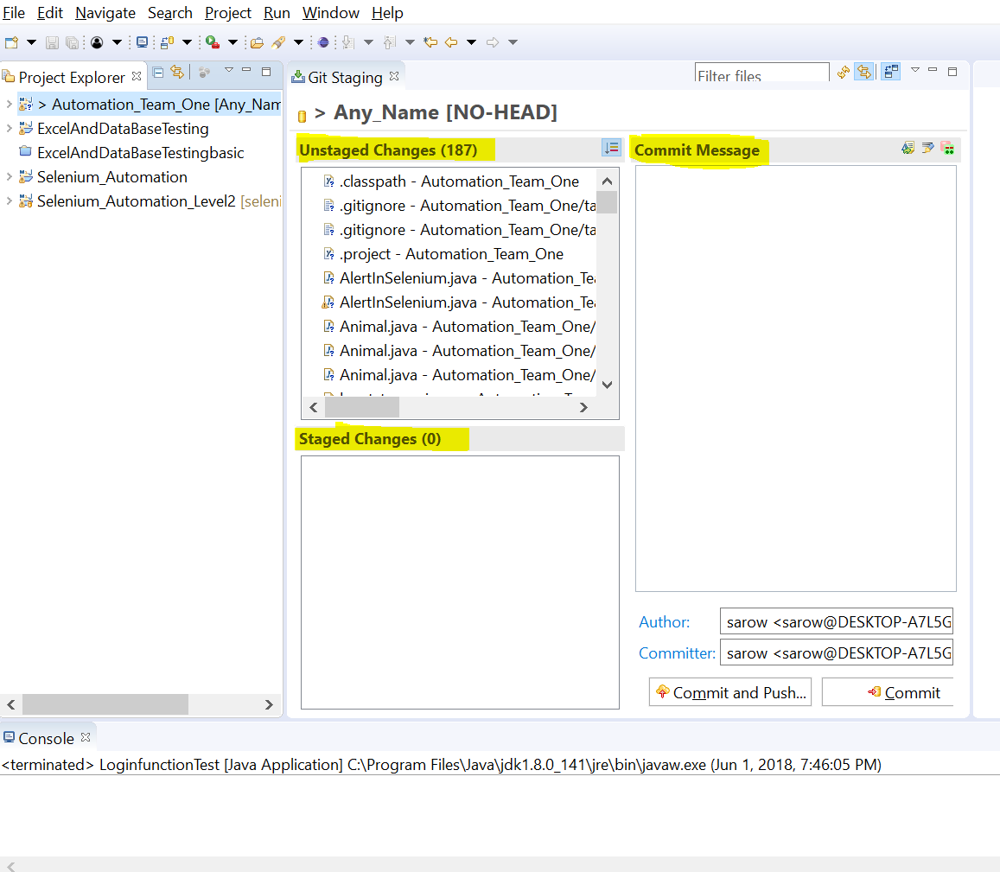 File Edit Navigate Search Project Run Window Help
Project Explorer
> Automation_Team_One [Any_Nam
ExcelAndDataBaseTesting
ExcelAndDataBaseTestingbasic
Selenium_Automation
Selenium_Automation_Level2 [seleni
Git Staging
Filter files
> Any_Name [NO-HEAD]
Unstaged Changes (187)
.classpath - Automation_Team_One
.gitignore - Automation_Team_One/ta
.gitignore - Automation_Team_One/ta
.project - Automation_Team_One
AlertInSelenium.java - Automation_Tea
AlertInSelenium.java - Automation_Tea
Animal.java - Automation_Team_One/
Animal.java - Automation_Team_One/
Animal.java - Automation_Team_One/
Staged Changes (0)
Commit Message
Author: sarow <sarow@DESKTOP-A7L5G
Committer: sarow <sarow@DESKTOP-A7L5G
Commit and Push...
Commit
Console
<terminated> LoginfunctionTest [Java Application] C:\Program Files\Java\jdk1.8.0_141\jre\bin\javaw.exe (Jun 1, 2018, 7:46:05 PM)